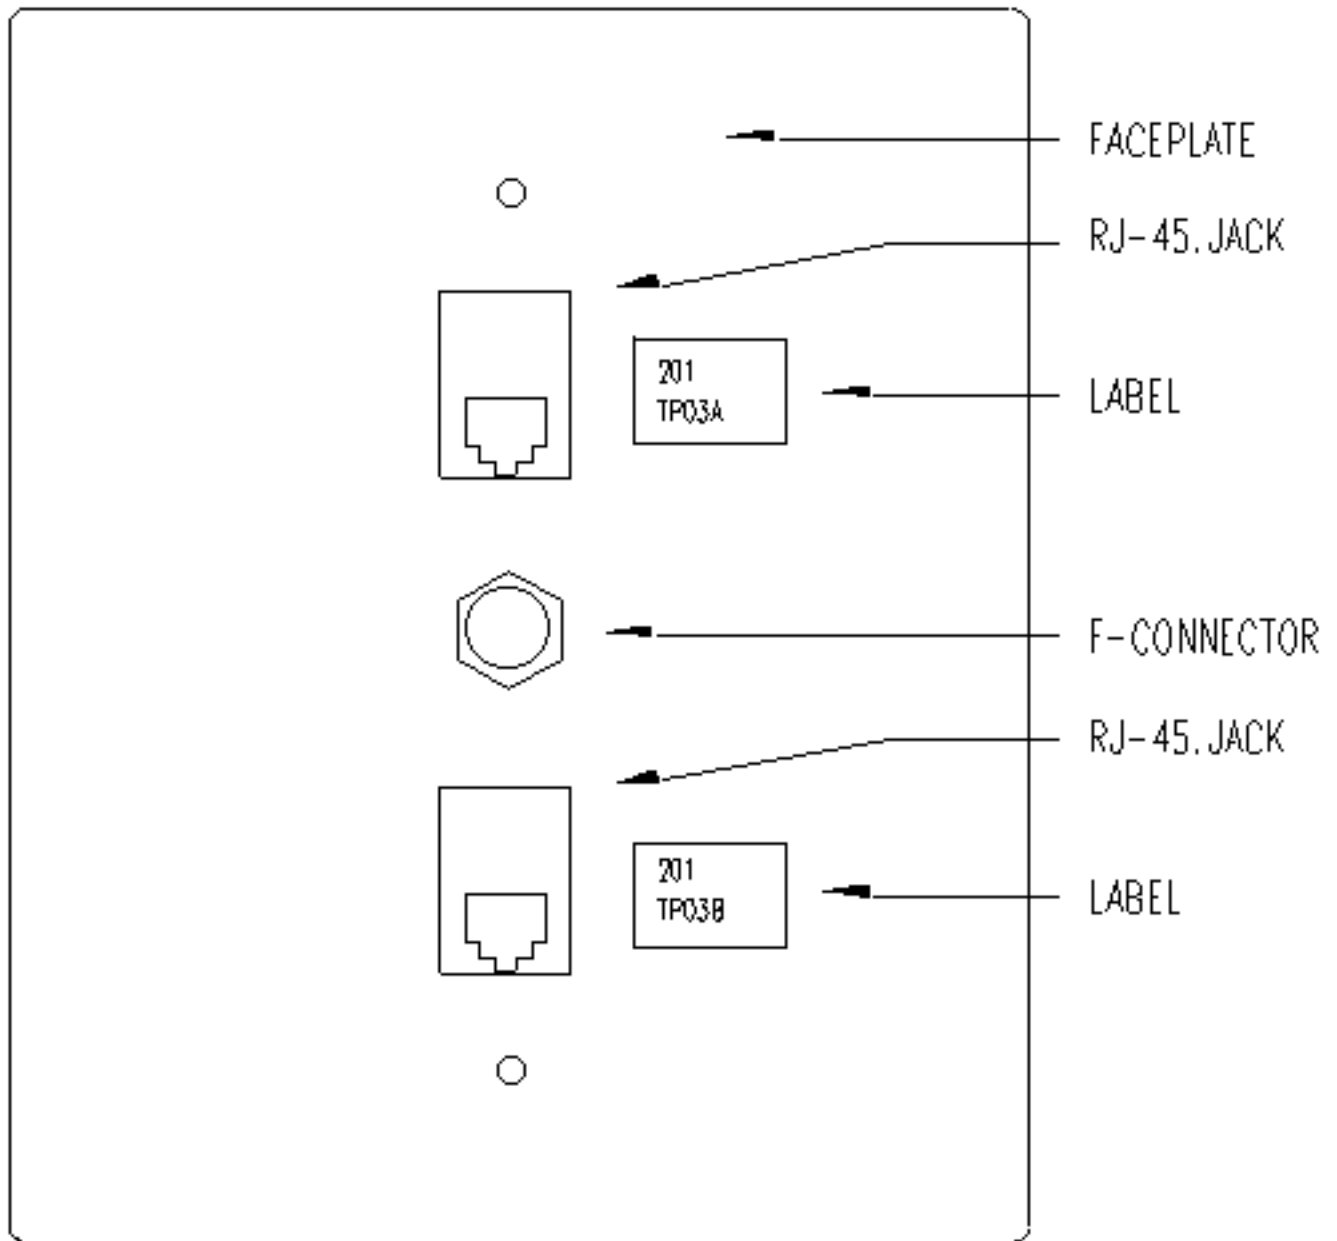 FACEPLATE
RJ-45.JACK
201
TP03A
LABEL
F-CONNECTOR
RJ-45.JACK
201
TP03B
LABEL